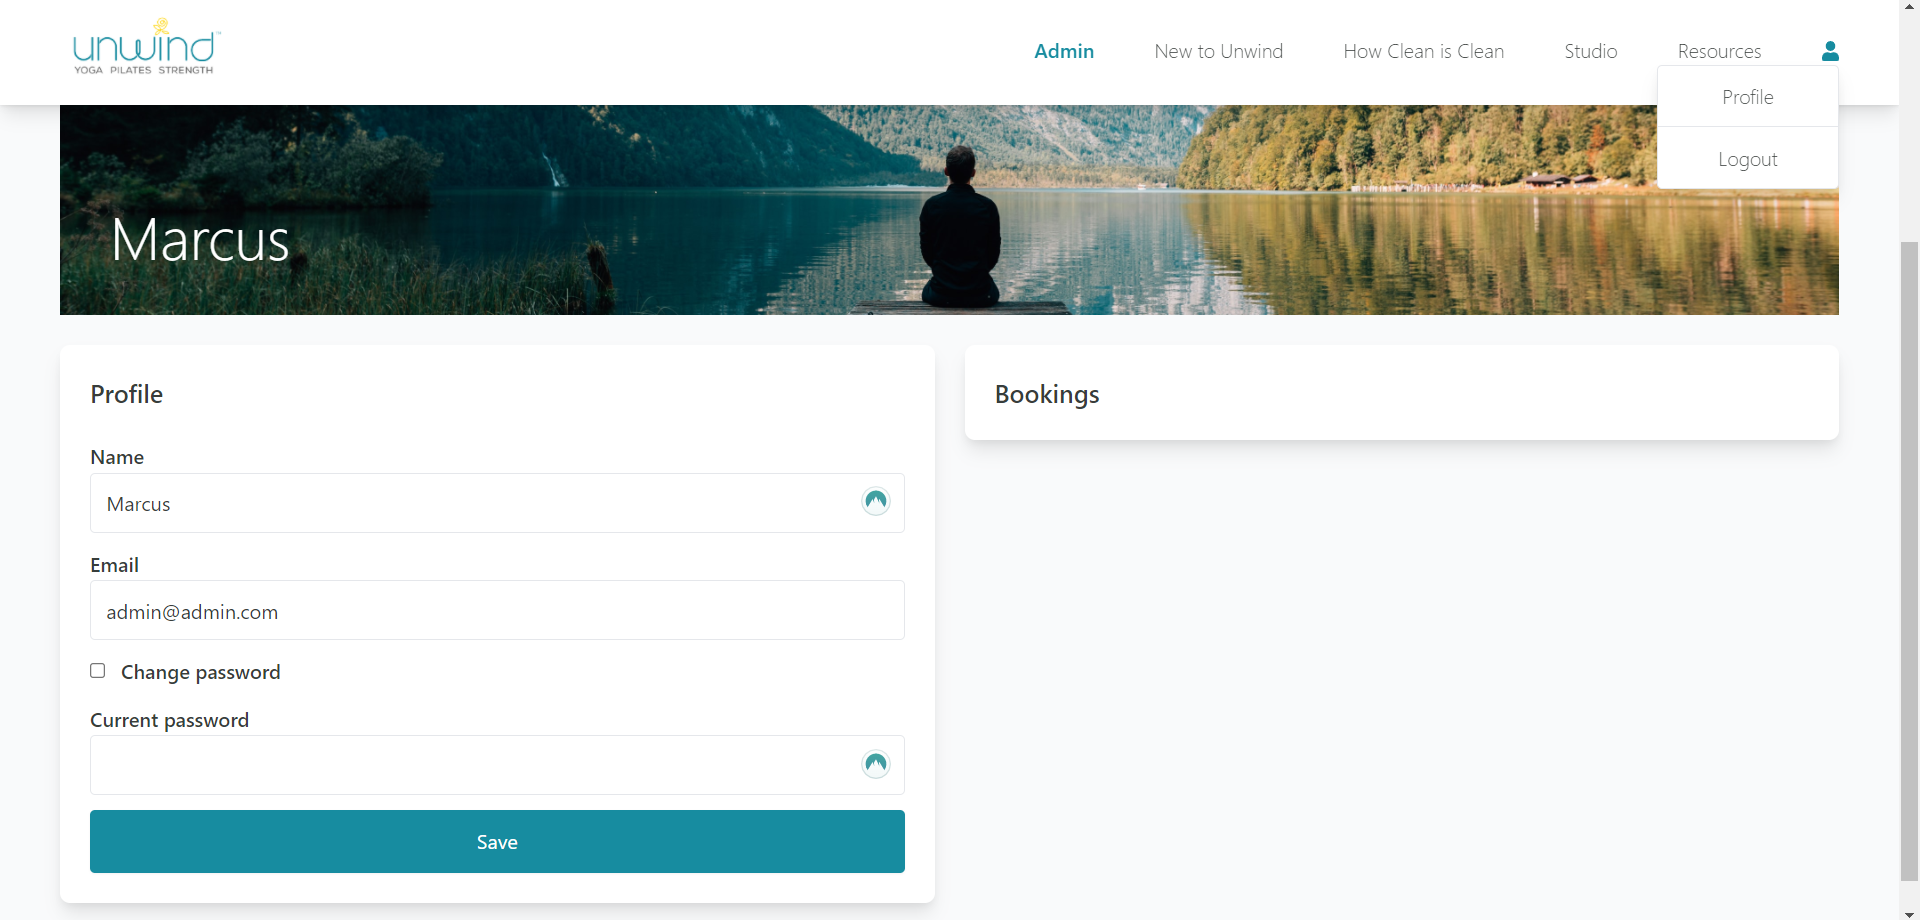 unwind™
YOGA PILATES STRENGTH
Admin New to Unwind How Clean is Clean Studio Resources
Profile
Logout
Marcus
Profile
Name
Marcus
Email
admin@admin.com
Change password
Current password
Save
Bookings